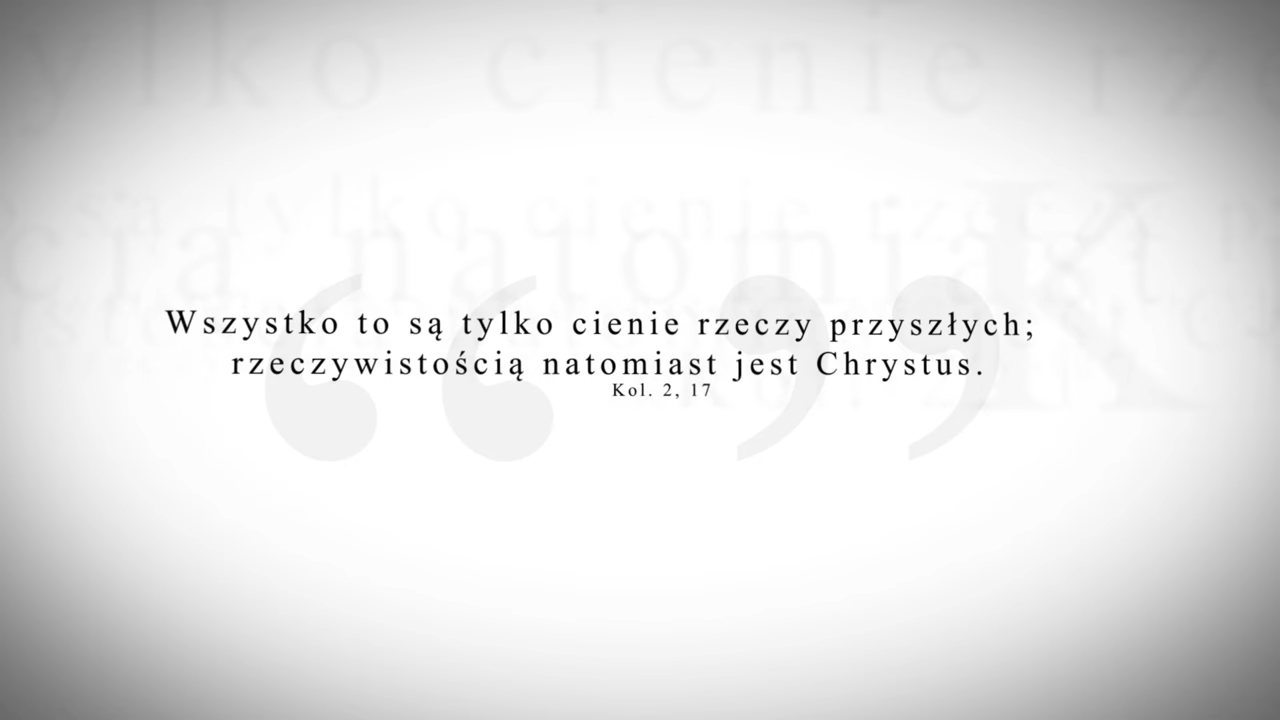 Wszystko to są tylko cienie rzeczy przyszłych;
rzeczywistością natomiast jest Chrystus.
Kol. 2, 17